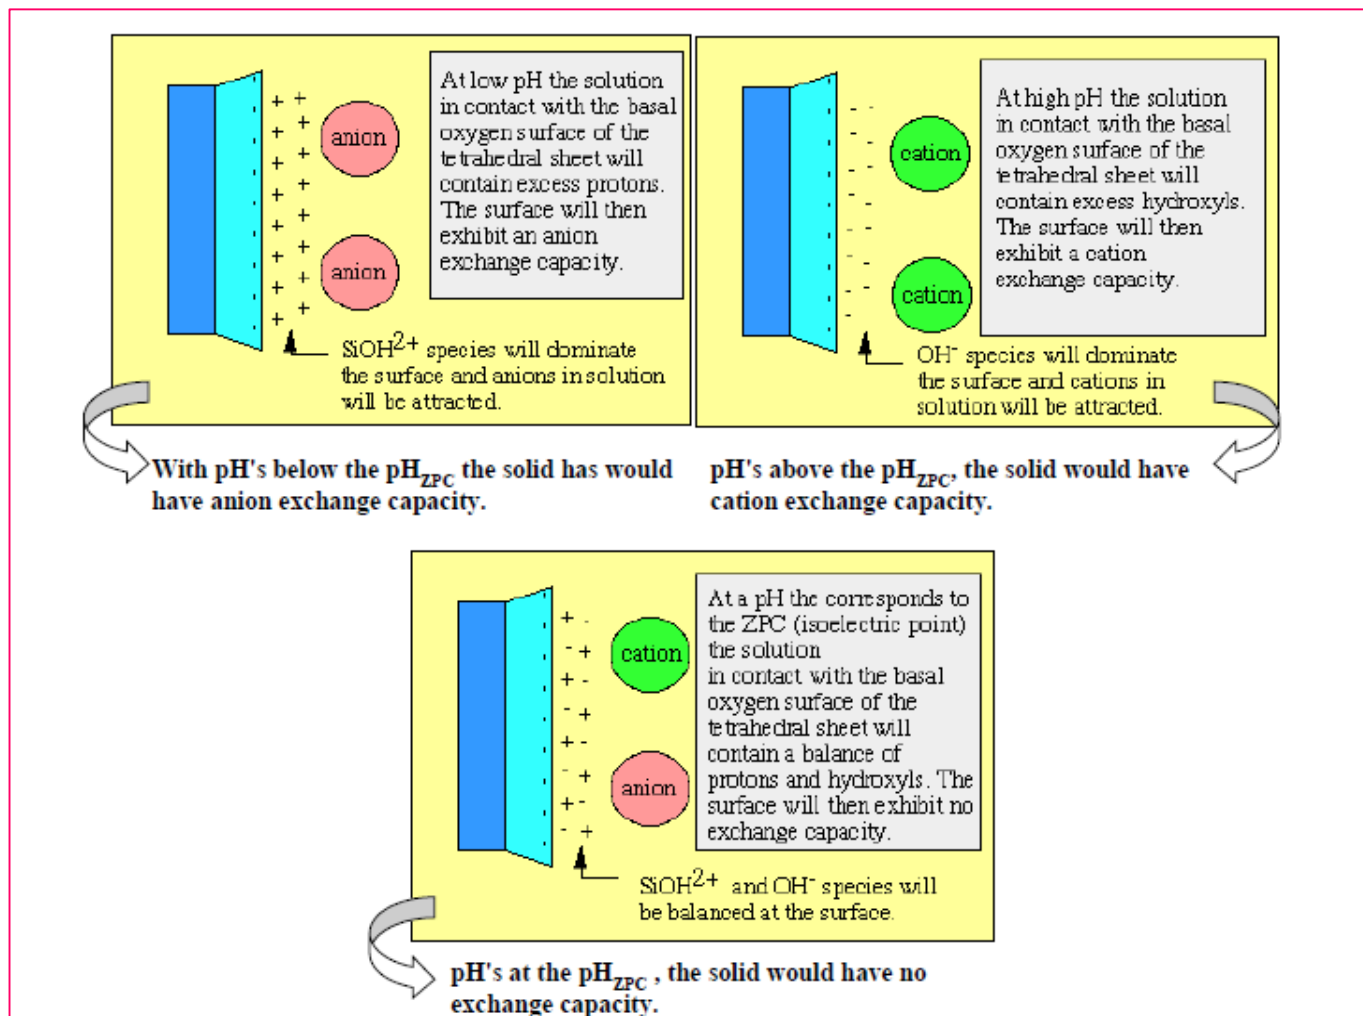 At low pH the solution
in contact with the basal
oxygen surface of the
tetrahedral sheet will
contain excess protons.
The surface will then
exhibit an anion
exchange capacity.
+ +
+ +
+ +
+ +
+ +
+ +
+ +
+ +
+ +
+ +
anion
anion
SiOH2+ species will dominate
the surface and anions in solution
will be attracted.
With pH's below the pHZPC the solid has would
have anion exchange capacity.
At high pH the solution
in contact with the basal
oxygen surface of the
tetrahedral sheet will
contain excess hydroxyls.
The surface will then
exhibit a cation
exchange capacity.
cation
cation
OH- species will dominate
the surface and cations in
solution will be attracted.
pH's above the pHZPC, the solid would have
cation exchange capacity.
At a pH the corresponds to
the ZPC (isoelectric point)
the solution
in contact with the basal
oxygen surface of the
tetrahedral sheet will
contain a balance of
protons and hydroxyls. The
surface will then exhibit no
exchange capacity.
+ -
- +
+ -
- +
+ -
- +
+ -
- +
cation
anion
SiOH2+ and OH- species will
be balanced at the surface.
pH's at the pHZPC , the solid would have no
exchange capacity.